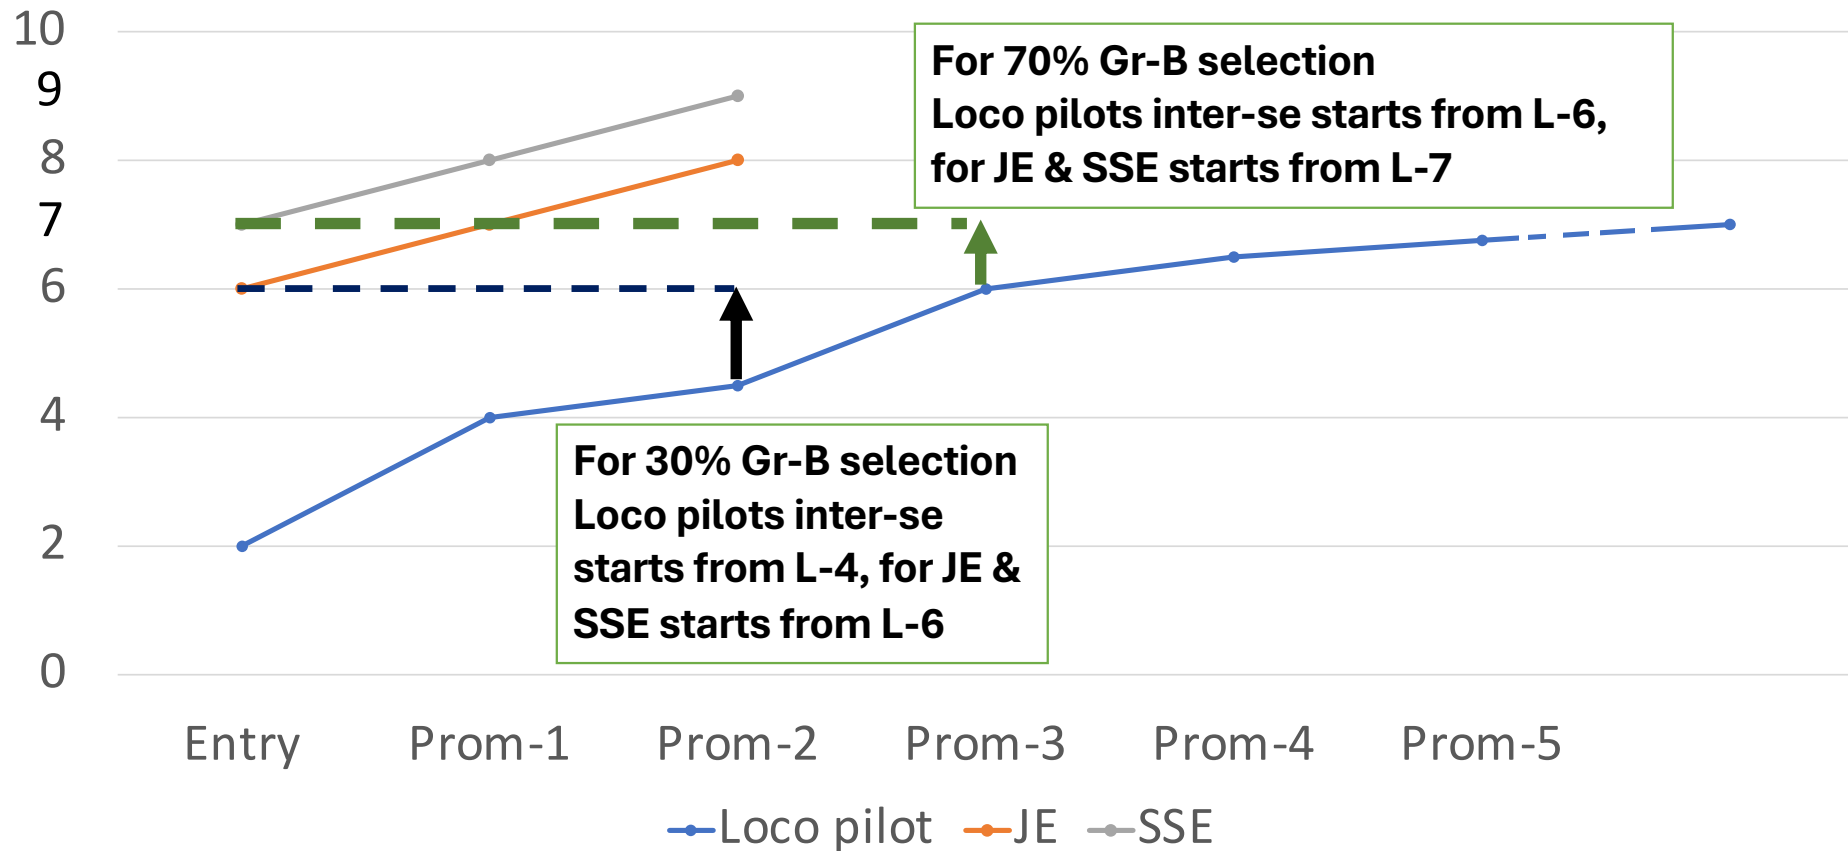 10
9
8
7
6
4
2
0
For 70% Gr-B selection
Loco pilots inter-se starts from L-6,
for JE & SSE starts from L-7
For 30% Gr-B selection
Loco pilots inter-se
starts from L-4, for JE &
SSE starts from L-6
Entry Prom-1 Prom-2 Prom-3 Prom-4 Prom-5
Loco pilot JE SSE